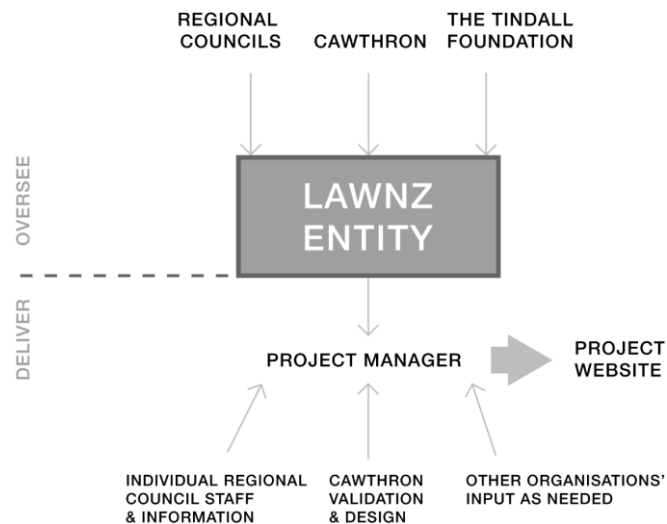 REGIONAL
COUNCILS
CAWTHRON
THE TINDALL
FOUNDATION
OVERSEE
LAWNZ
ENTITY
DELIVER
PROJECT MANAGER
PROJECT
WEBSITE
INDIVIDUAL REGIONAL
COUNCIL STAFF
& INFORMATION
CAWTHRON
VALIDATION
& DESIGN
OTHER ORGANISATIONS'
INPUT AS NEEDED